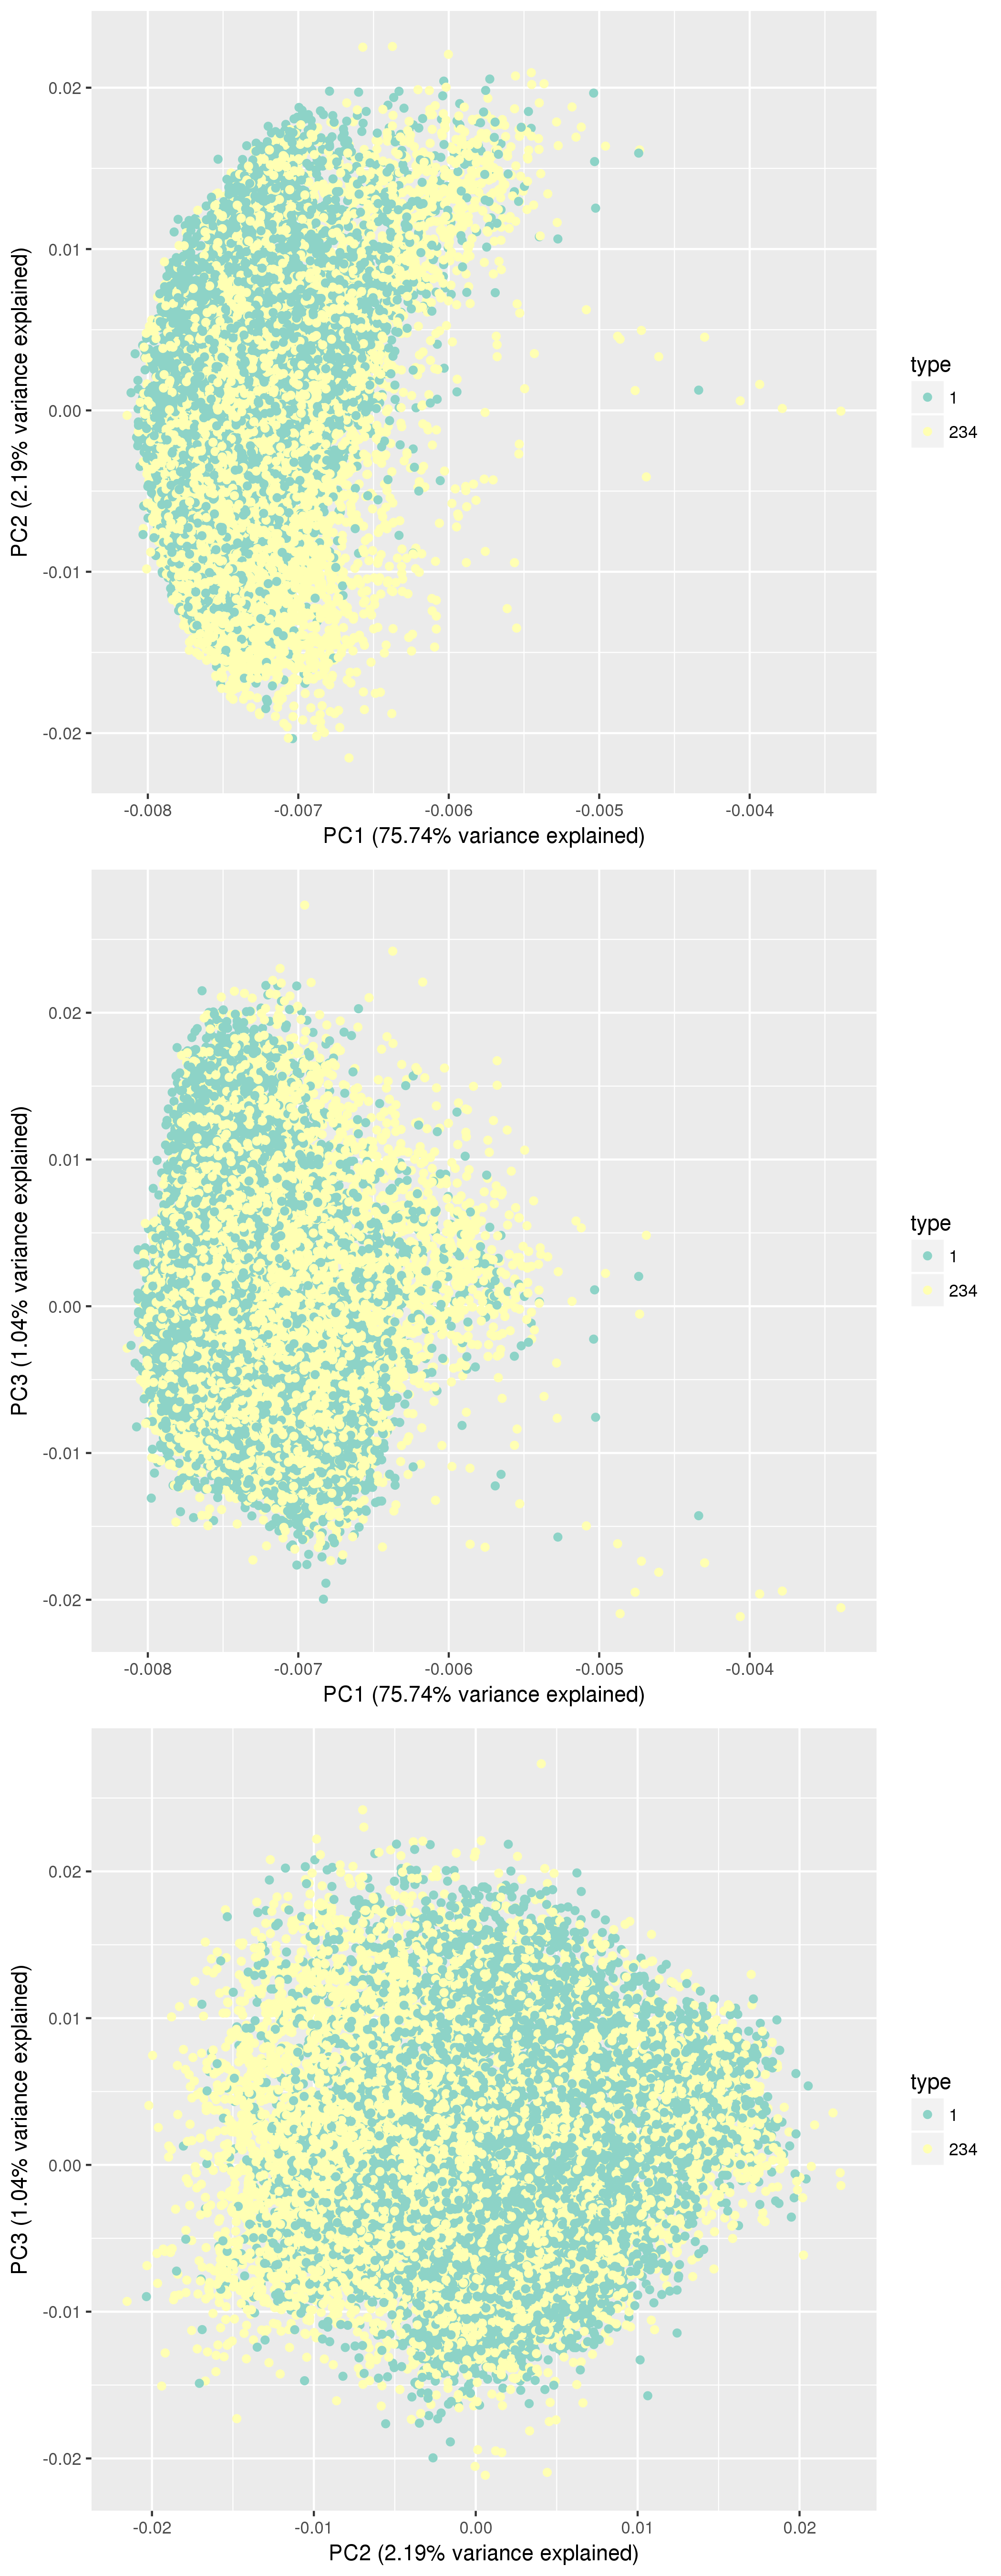 0.02
0.01
0.00
-0.01
-0.02
PC2 (2.19% variance explained)
-0.008 -0.007 -0.006 -0.005 -0.004
PC1 (75.74% variance explained)
type
1
234
0.02
0.01
0.00
-0.01
-0.02
PC3 (1.04% variance explained)
-0.008 -0.007 -0.006 -0.005 -0.004
PC1 (75.74% variance explained)
type
1
234
0.02
0.01
0.00
-0.01
-0.02
PC3 (1.04% variance explained)
-0.02 -0.01 0.00 0.01 0.02
PC2 (2.19% variance explained)
type
1
234